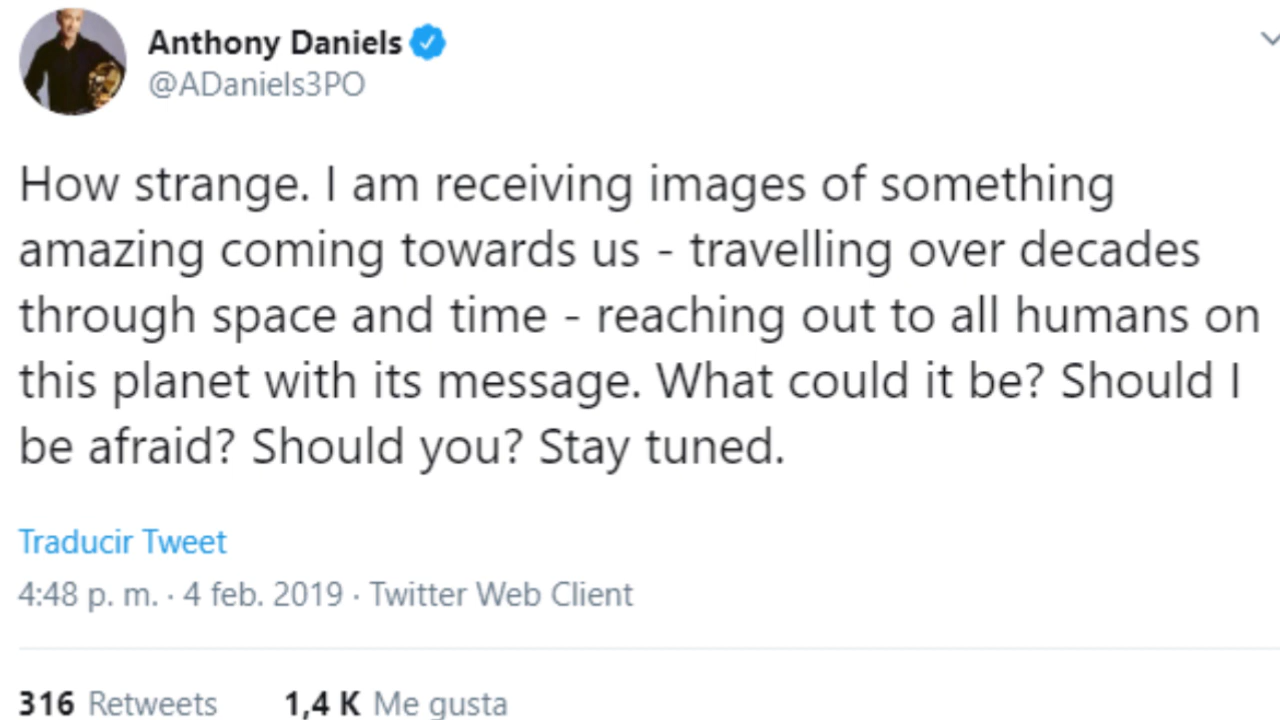 Anthony Daniels
@ADaniels3PO
How strange. I am receiving images of something
amazing coming towards us - travelling over decades
through space and time - reaching out to all humans on
this planet with its message. What could it be? Should I
be afraid? Should you? Stay tuned.
Traducir Tweet
4:48 p. m. · 4 feb. 2019 · Twitter Web Client
316 Retweets 1,4 K Me gusta